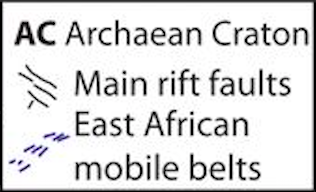 AC Archaean Craton
Main rift faults
East African
mobile belts